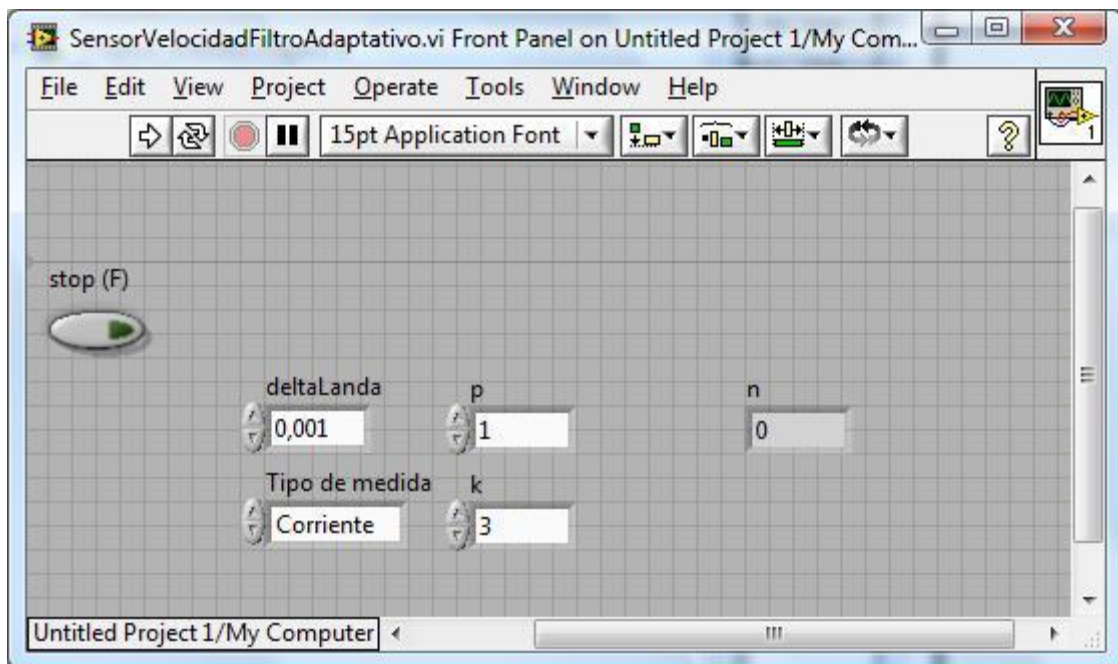 SensorVelocidadFiltroAdaptativo.vi Front Panel on Untitled Project 1/My Com...
File Edit View Project Operate Tools Window Help
15pt Application Font
1
stop (F)
deltaLanda p n
0,001 1 0
Tipo de medida k
Corriente 3
Untitled Project 1/My Computer